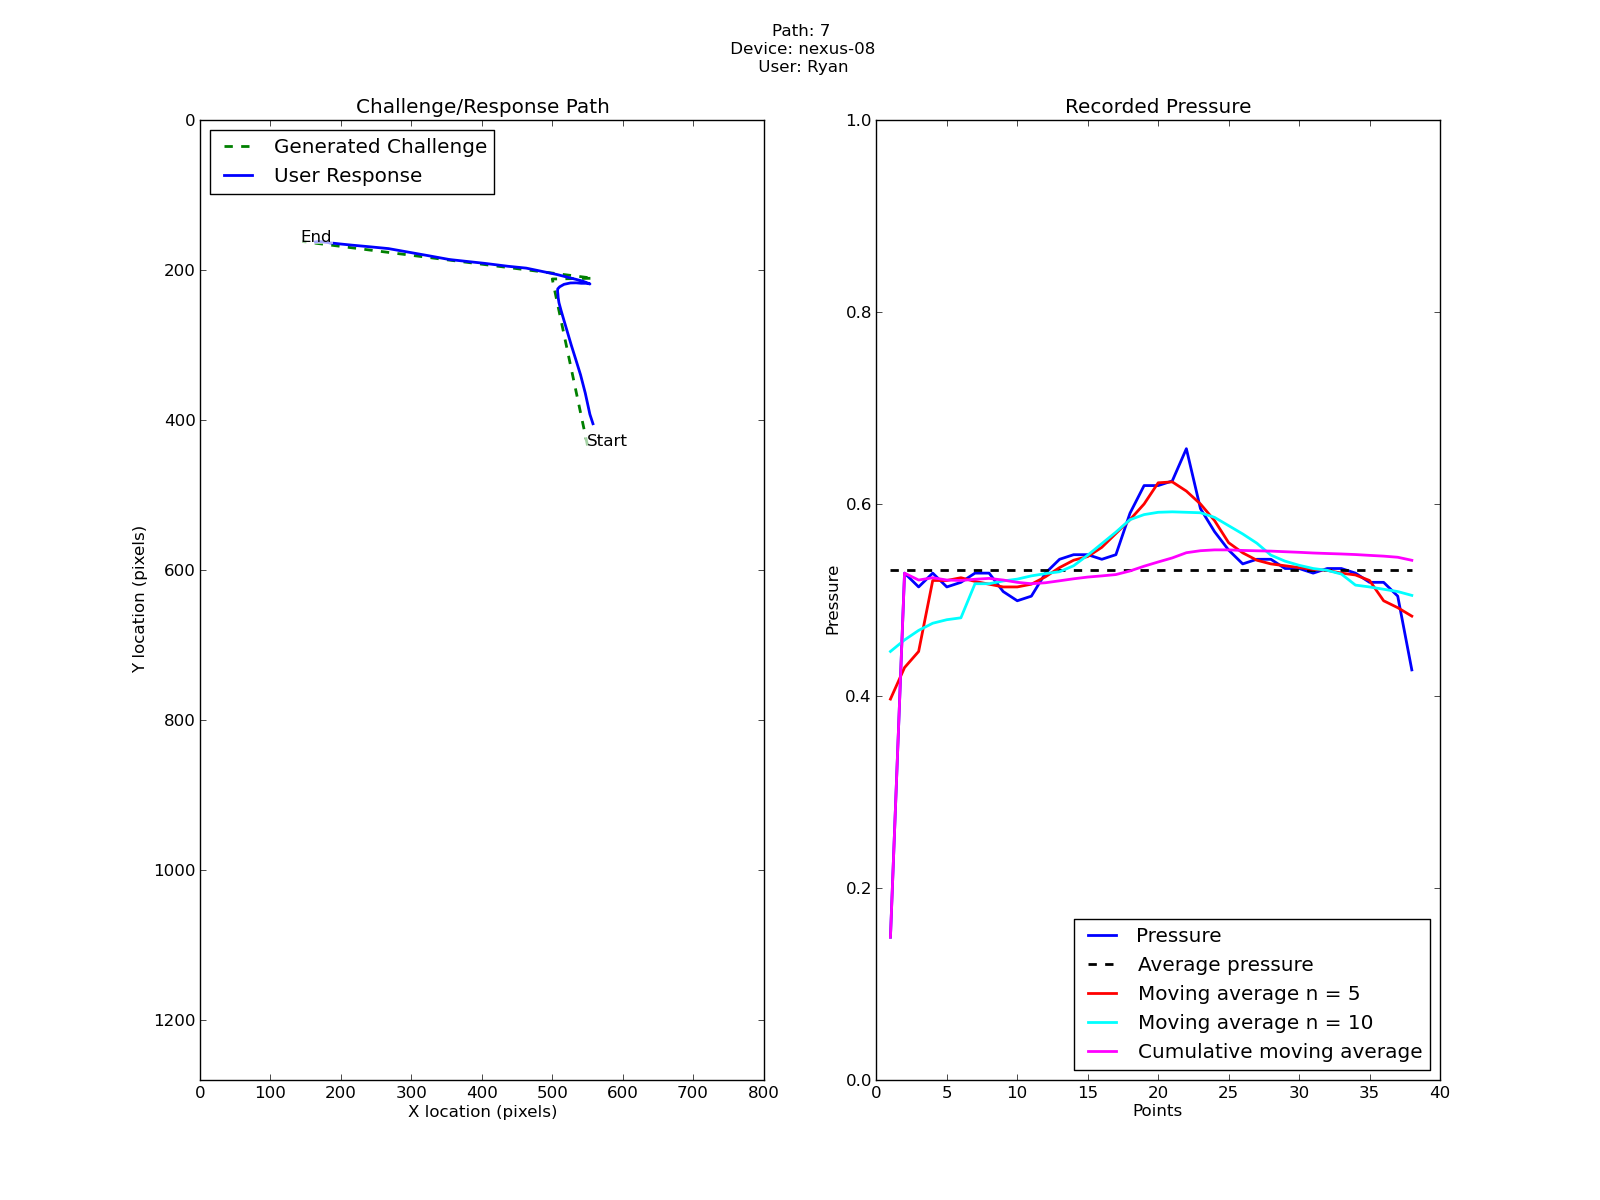 Path: 7
Device: nexus-08
User: Ryan
Challenge/Response Path
Generated Challenge
User Response
End
Start
0
200
400
600
800
1000
1200
Y location (pixels)
0 100 200 300 400 500 600 700 800
X location (pixels)
Recorded Pressure
1.0
0.8
0.6
0.4
0.2
0.0
Pressure
Pressure
Average pressure
Moving average n = 5
Moving average n = 10
Cumulative moving average
0 5 10 15 20 25 30 35 40
Points